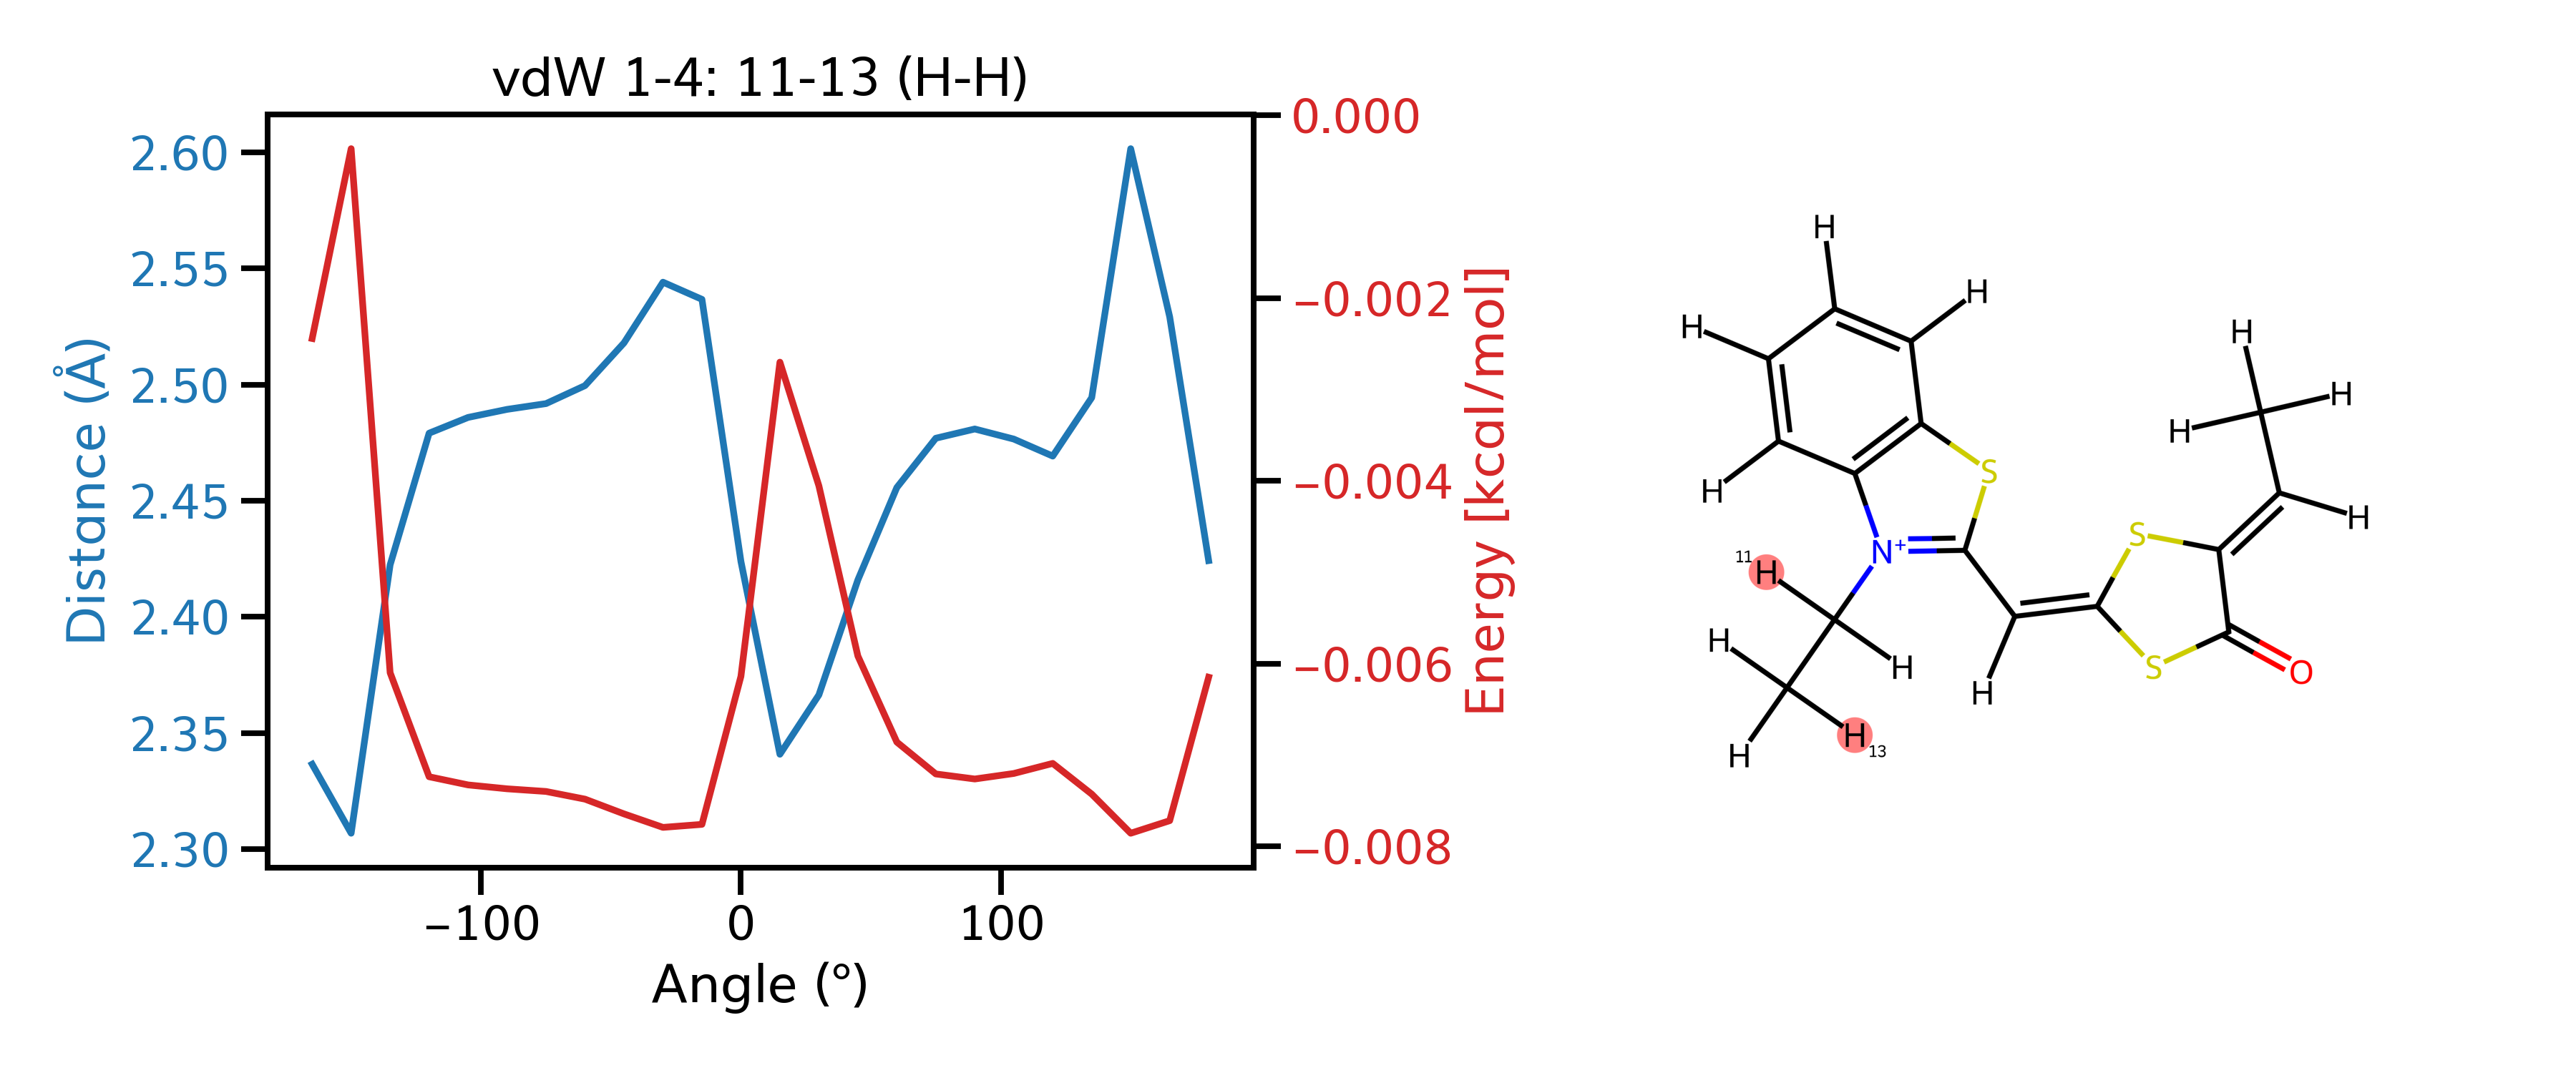 vdW 1-4: 11-13 (H-H)
2.60
2.55
2.50
2.45
2.40
2.35
2.30
Distance (Å)
−100
0
100
Angle (°)
0.000
−0.002
−0.004
−0.006
−0.008
Energy [kcal/mol]
H
H
H
H
H
H
H
S
H
H
S
N+
11
H
H
H
S
O
H
H
H
13